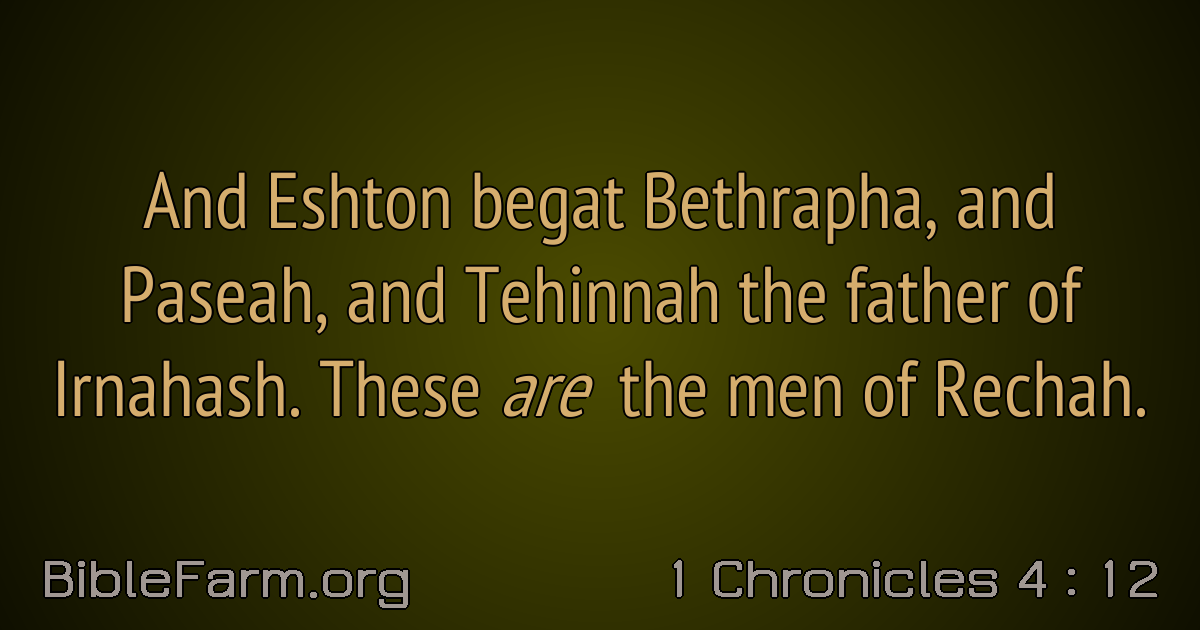 And Eshton begat Bethrapha, and
Paseah, and Tehinnah the father of
Irnahash. These are the men of Rechah.
BibleFarm.org
1 Chronicles 4 : 12